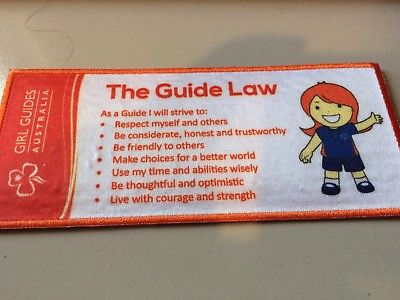 GIRL GUIDES
AUSTRALIA
The Guide Law
As a Guide I will strive to:
• Respect myself and others
• Be considerate, honest and trustworthy
• Be friendly to others
• Make choices for a better world
• Use my time and abilities wisely
• Be thoughtful and optimistic
• Live with courage and strength